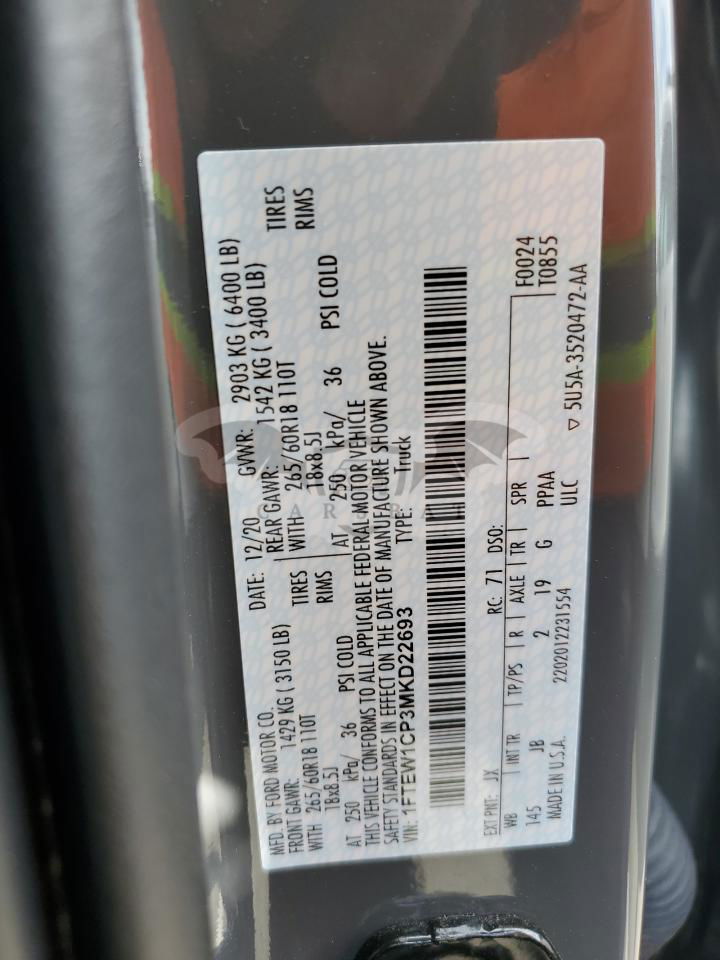 MFD. BY FORD MOTOR CO.
DATE: 12/20 GVWR: 2903 KG ( 6400 LB)
FRONT GAWR: 1429 KG ( 3150 LB) REAR GAWR: 1542 KG ( 3400 LB)
WITH 265/60R18 110T TIRES WITH 265/60R18 110T TIRES
18x8.5J RIMS 18x8.5J RIMS
AT 250 kPa/ 36 PSI COLD AT 250 kPa/ 36 PSI COLD
THIS VEHICLE CONFORMS TO ALL APPLICABLE FEDERAL MOTOR VEHICLE
SAFETY STANDARDS IN EFFECT ON THE DATE OF MANUFACTURE SHOWN ABOVE.
VIN: 1FTEW1CP3MKD22693 TYPE: Truck
EXT PNT: JX RC: 71 DSO: F0024
WB INT TR TP/PS R AXLE TR SPR T0855
145 JB 2 19 G PPAA
MADE IN U.S.A. 2202012231554 ULC
▽ 5U5A-3520472-AA